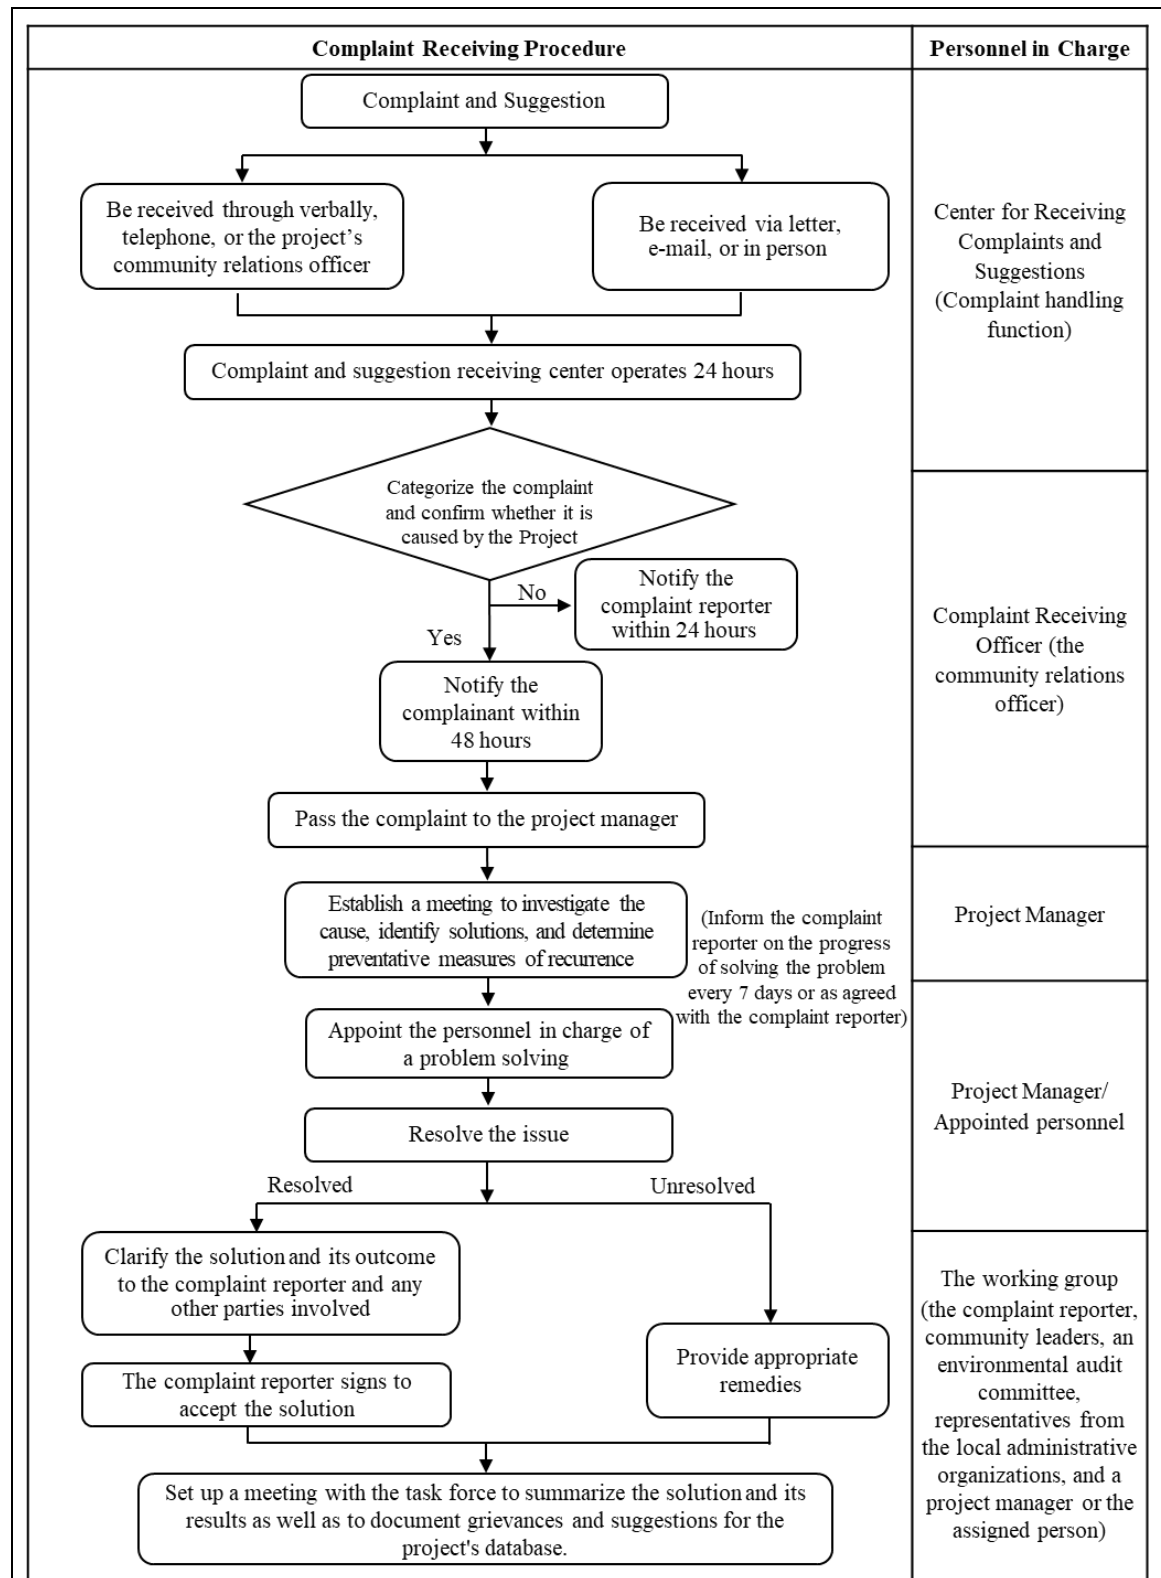 Complaint Receiving Procedure
Personnel in Charge
Complaint and Suggestion
Be received through verbally,
telephone, or the project's
community relations officer
Be received via letter,
e-mail, or in person
Center for Receiving
Complaints and
Suggestions
(Complaint handling
function)
Complaint and suggestion receiving center operates 24 hours
Categorize the complaint
and confirm whether it is
caused by the Project
No
Notify the
complaint reporter
within 24 hours
Yes
Notify the
complainant within
48 hours
Complaint Receiving
Officer (the
community relations
officer)
Pass the complaint to the project manager
Establish a meeting to investigate the
cause, identify solutions, and determine
preventative measures of recurrence
(Inform the complaint
reporter on the progress
of solving the problem
every 7 days or as agreed
with the complaint reporter)
Project Manager
Appoint the personnel in charge of
a problem solving
Resolve the issue
Project Manager/
Appointed personnel
Resolved
Unresolved
Clarify the solution and its outcome
to the complaint reporter and any
other parties involved
The complaint reporter signs to
accept the solution
Provide appropriate
remedies
The working group
(the complaint reporter,
community leaders, an
environmental audit
committee,
representatives from
the local administrative
organizations, and a
project manager or the
assigned person)
Set up a meeting with the task force to summarize the solution and its
results as well as to document grievances and suggestions for the
project's database.